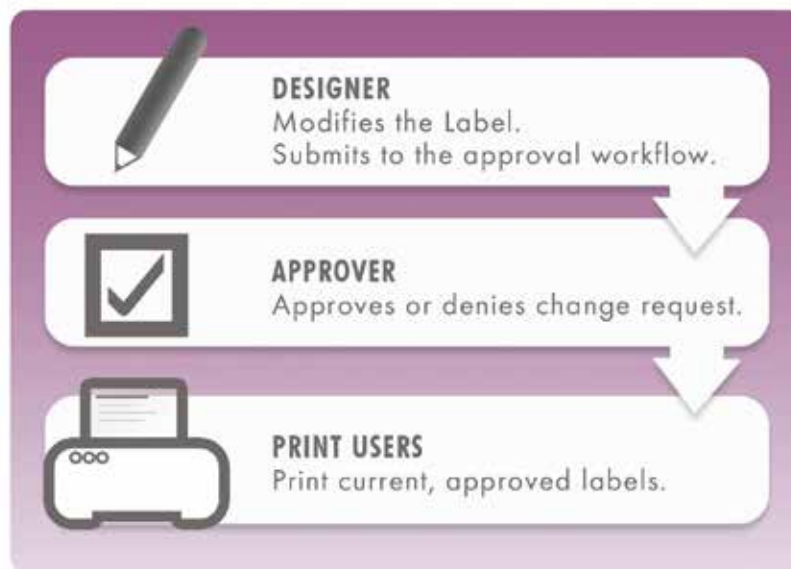 DESIGNER
Modifies the Label.
Submits to the approval workflow.
APPROVER
Approves or denies change request.
PRINT USERS
Print current, approved labels.